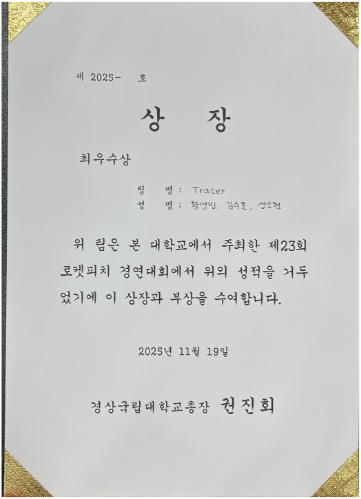 제 2025- 호
상 장
최우수상
팀 명 : Tracer
성 명 : 황영빈, 김수훈,
위 팀은 본 대학교에서 주최한 제23회
로켓피치 경연대회에서 위의 성적을 거두
었기에 이 상장과 부상을 수여합니다.
2025년 11월 19일
경상국립대학교총장 권진회